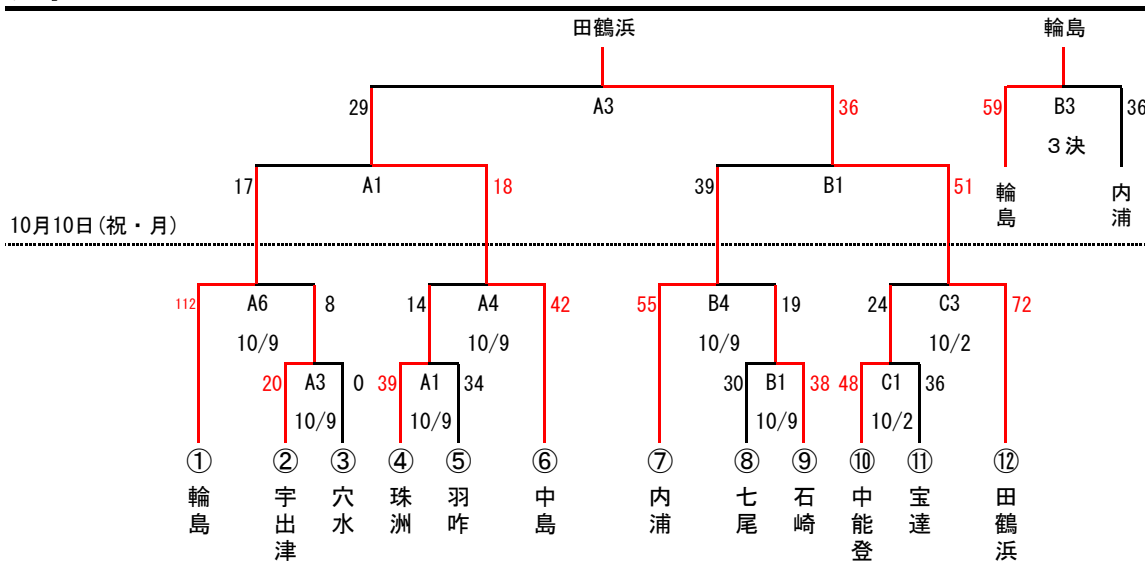 田鶴浜 輪島
29 A3 36 59 B3 36
3決
17 A1 18 39 B1 51 輪島 内浦
10月10日(祝・月)
112 A6 8 14 A4 42 55 B4 19 24 C3 72
10/9 10/9 10/9 10/2
20 A3 0 39 A1 34 30 B1 38 48 C1 36
10/9 10/9 10/9 10/2
① ② ③ ④ ⑤ ⑥ ⑦ ⑧ ⑨ ⑩ ⑪ ⑫
輪島 宇出津 穴水 珠洲 羽咋 中島 内浦 七尾 石崎 中能登 宝達 田鶴浜